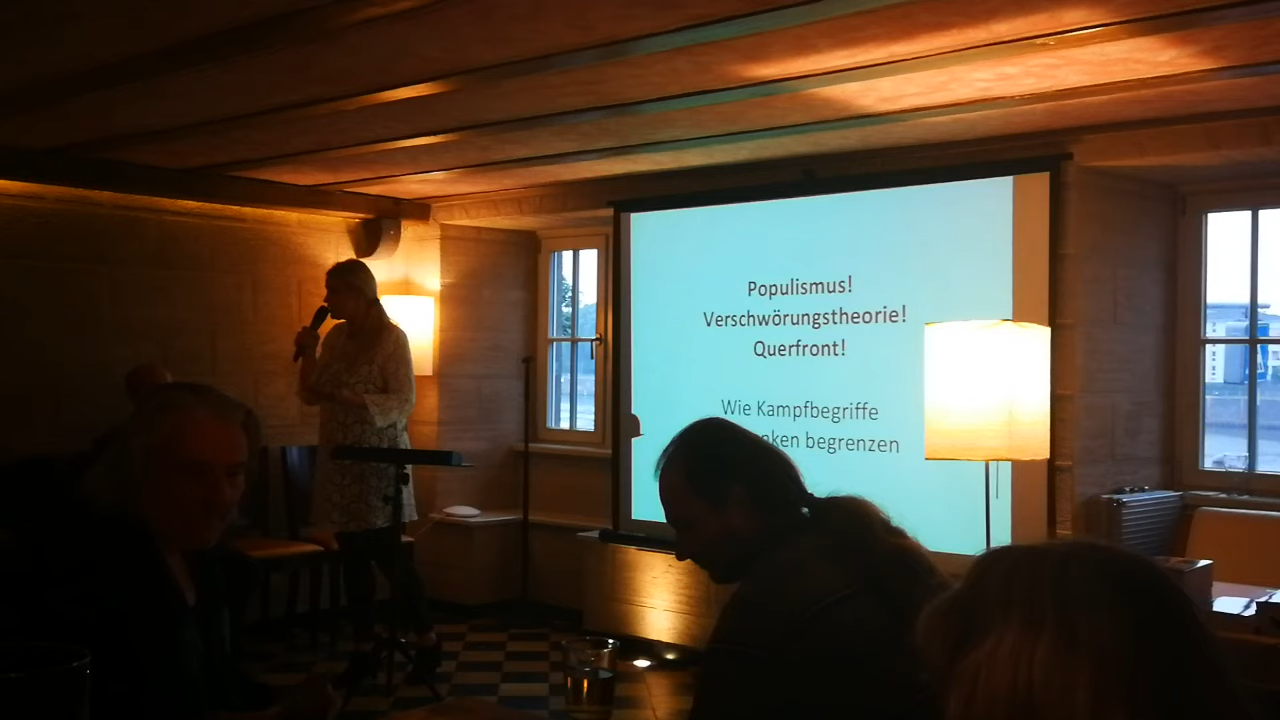 Populismus!
Verschwörungstheorie!
Querfront!
Wie Kampfbegriffe
begrenzen